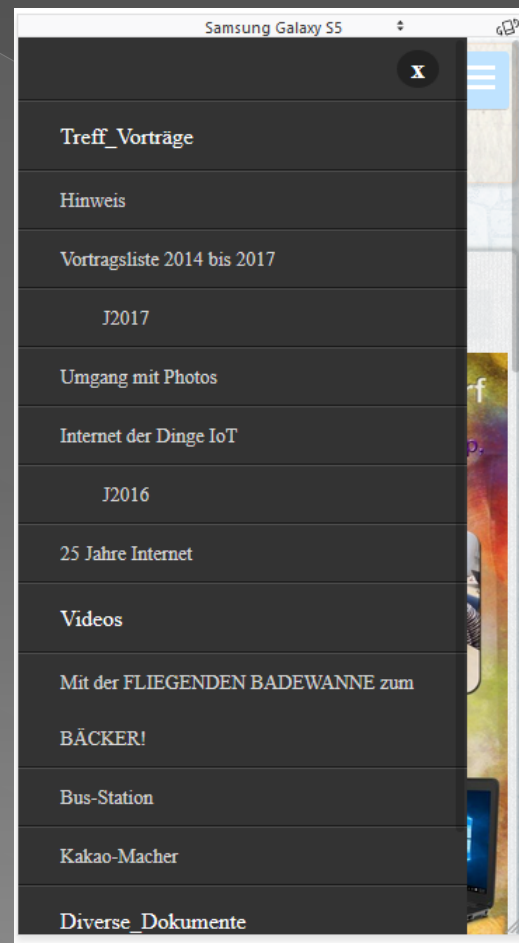 Samsung Galaxy S5
x
Treff_Vorträge
Hinweis
Vortragsliste 2014 bis 2017
J2017
Umgang mit Photos
rf
Internet der Dinge IoT
p.
J2016
25 Jahre Internet
Videos
Mit der FLIEGENDEN BADEWANNE zum
BÄCKER!
Bus-Station
Kakao-Macher
Diverse_Dokumente